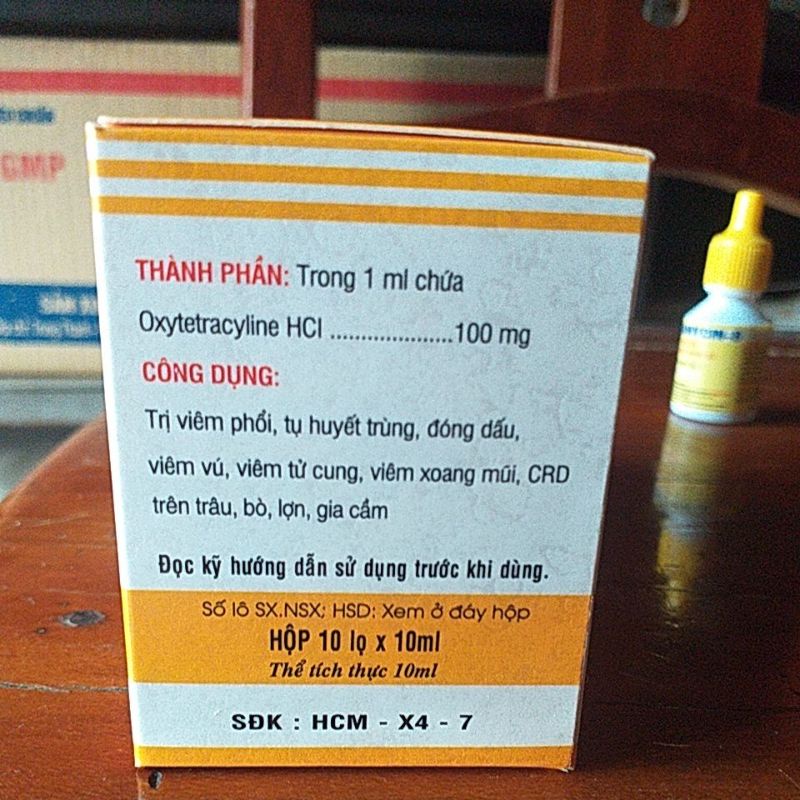 GMP
THÀNH PHẦN: Trong 1 ml chứa
Oxytetracyline HCl ....................100 mg
CÔNG DỤNG:
Trị viêm phổi, tụ huyết trùng, đóng dấu,
viêm vú, viêm tử cung, viêm xoang mũi, CRD
trên trâu, bò, lợn, gia cầm
Đọc kỹ hướng dẫn sử dụng trước khi dùng.
Số lô SX.NSX; HSD: Xem ở đáy hộp
HỘP 10 lọ x 10ml
Thể tích thực 10ml
SĐK : HCM - X4 - 7